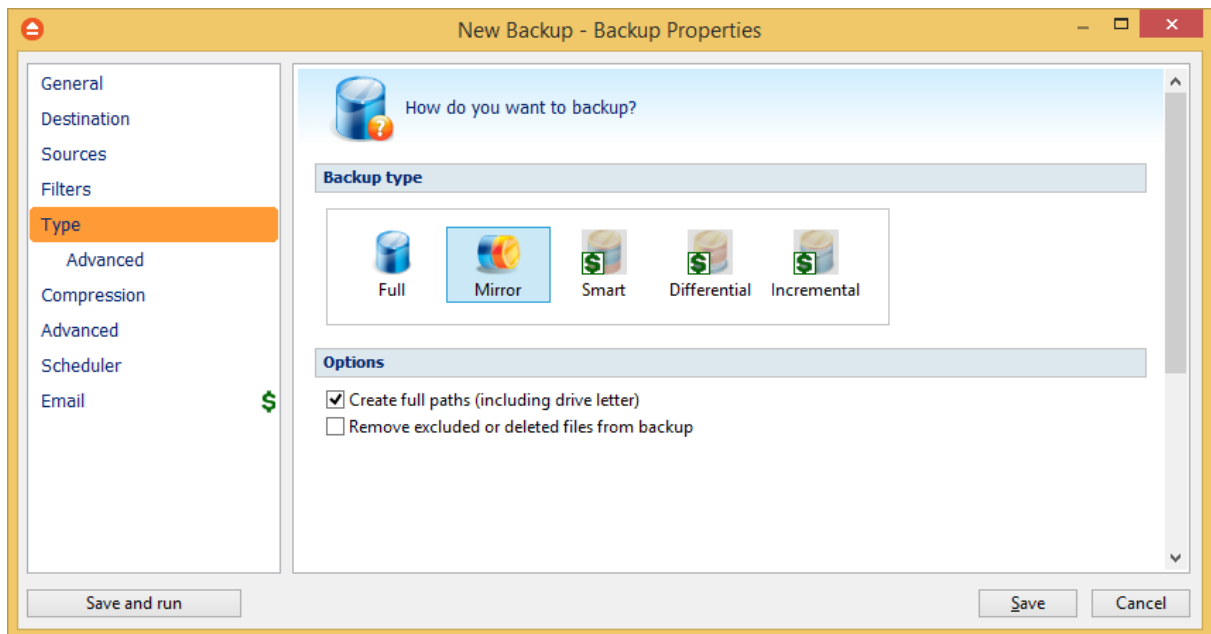 New Backup - Backup Properties
General
Destination
Sources
Filters
Type
Advanced
Compression
Advanced
Scheduler
Email $
How do you want to backup?
Backup type
Full Mirror $ Smart $ Differential $ Incremental
Options
Create full paths (including drive letter)
Remove excluded or deleted files from backup
Save and run Save Cancel